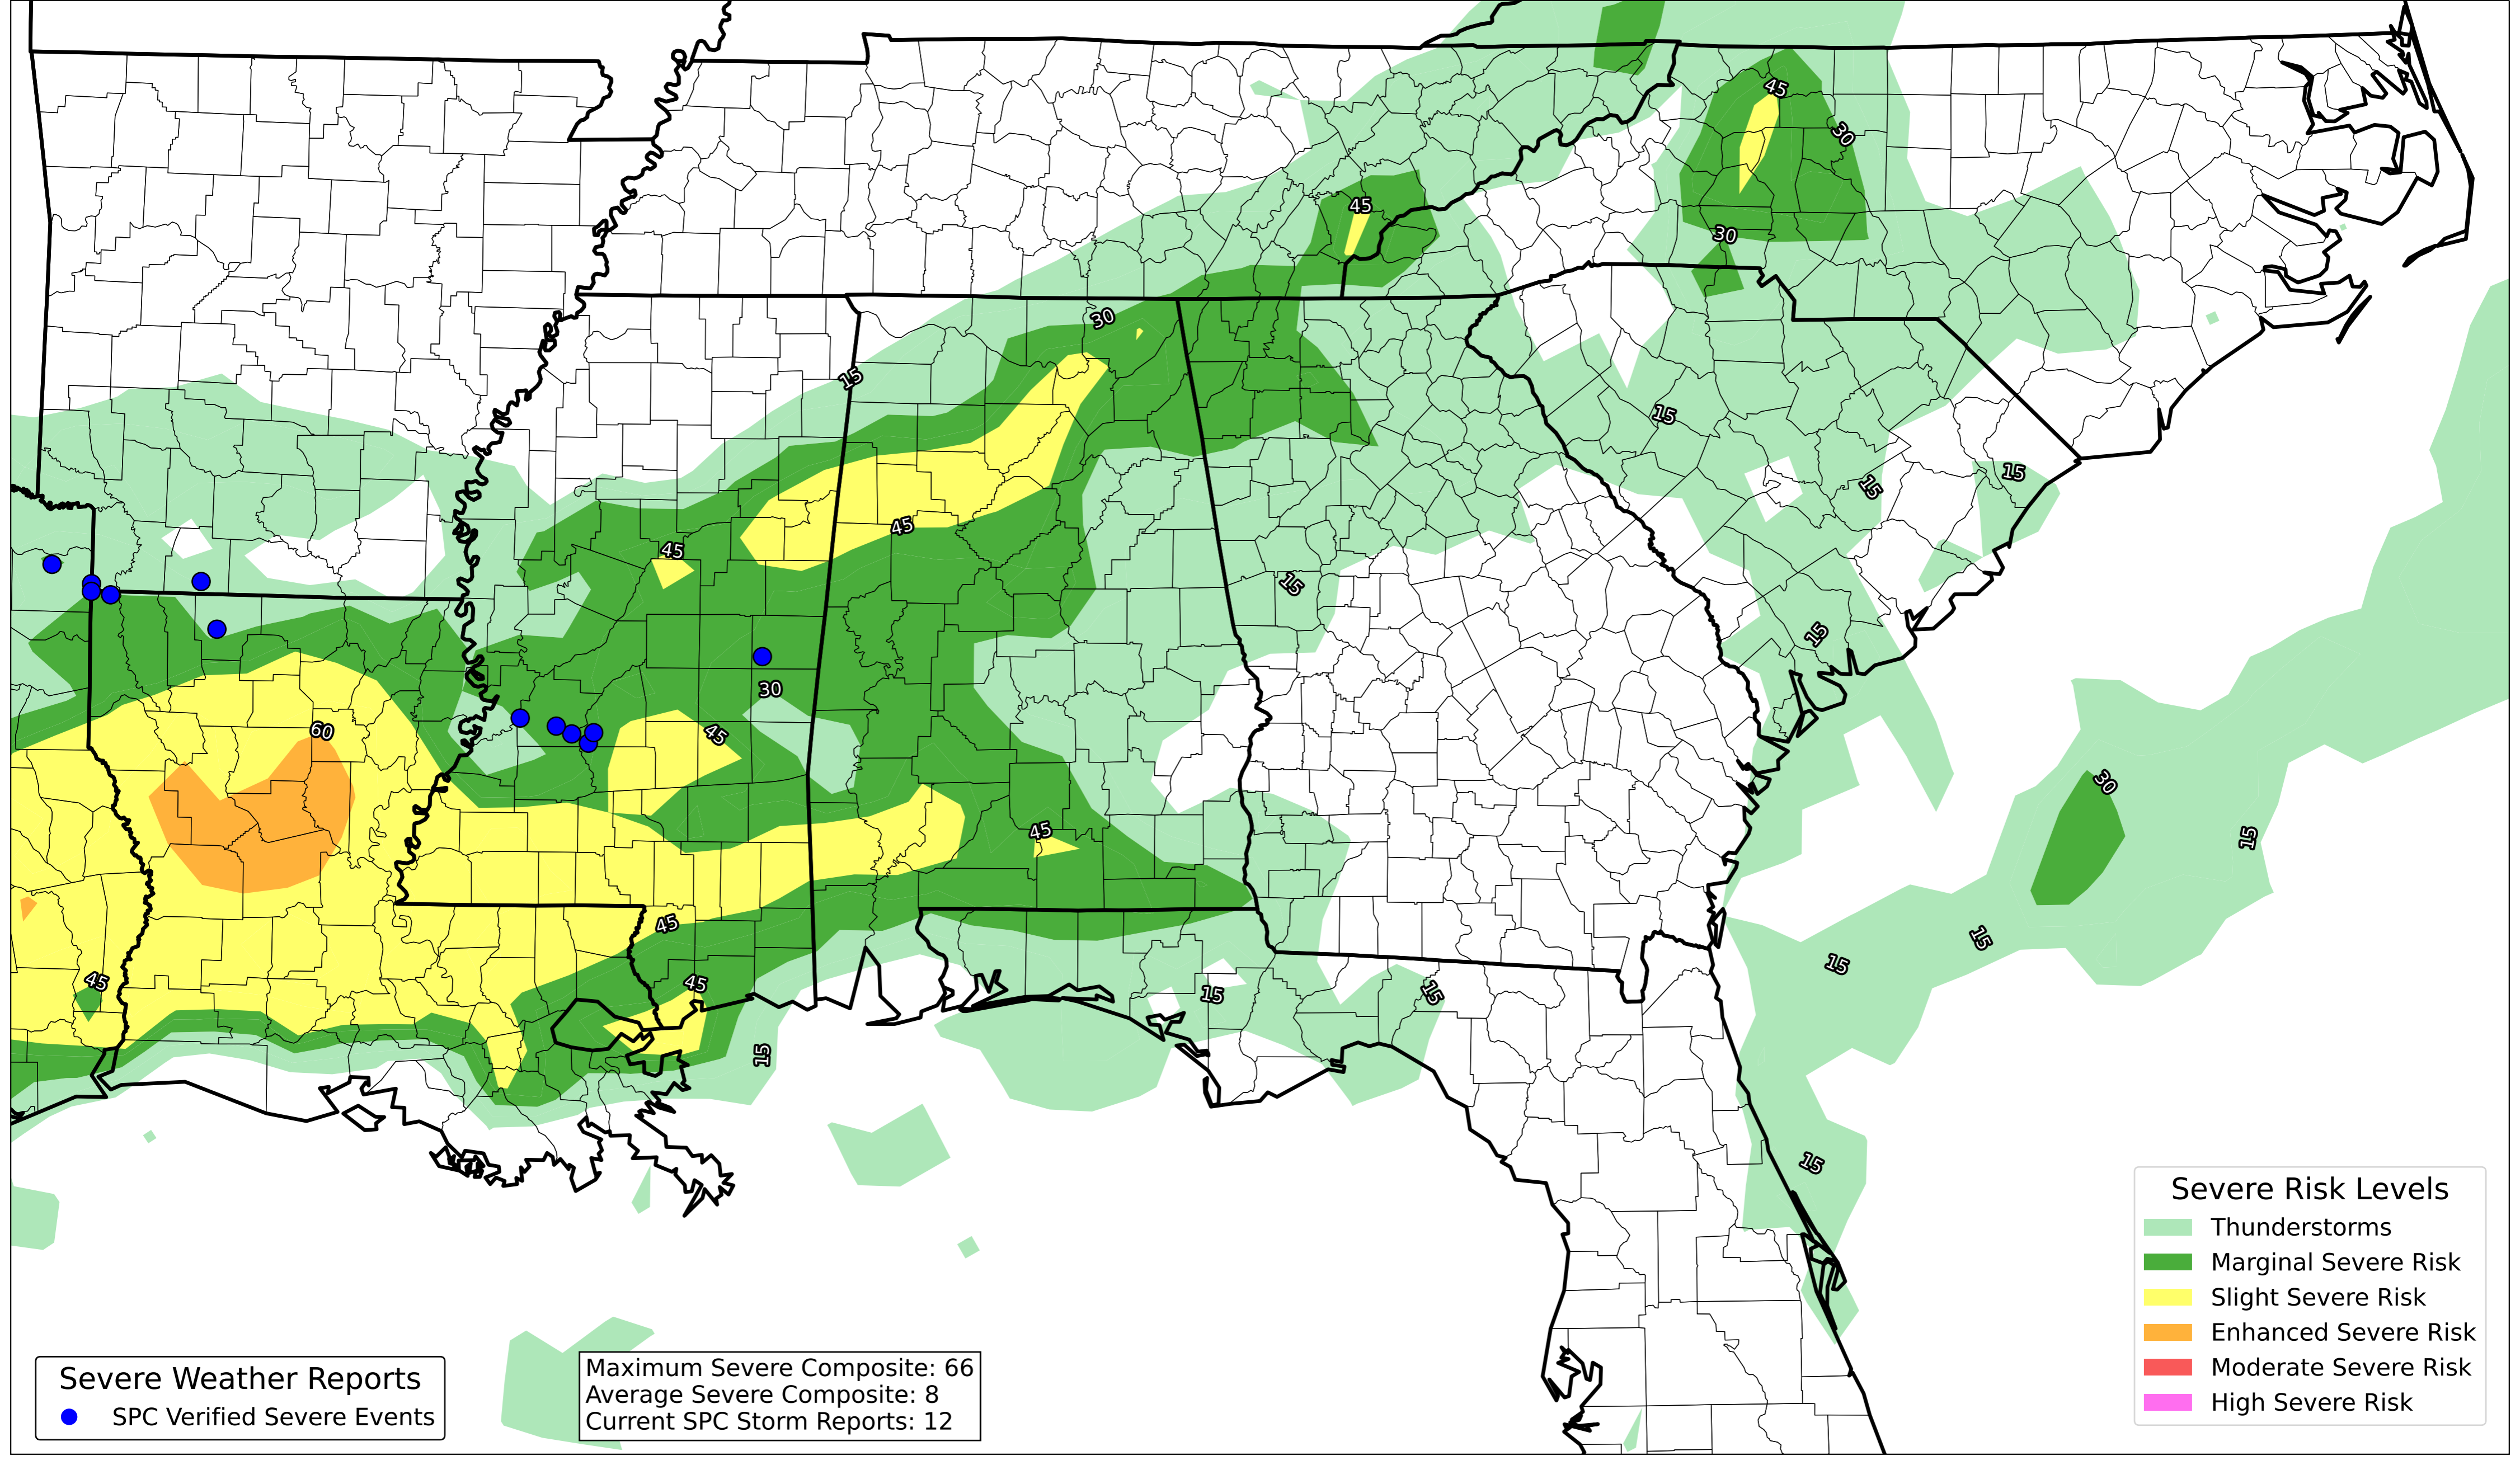 45
30
45
30
30
15
15
15
15
45
45
15
30
15
60
45
30
45
15
45
15
15
45
45
15
15
15
15
Severe Risk Levels
Thunderstorms
Marginal Severe Risk
Slight Severe Risk
Enhanced Severe Risk
Moderate Severe Risk
High Severe Risk
Severe Weather Reports
SPC Verified Severe Events
Maximum Severe Composite: 66
Average Severe Composite: 8
Current SPC Storm Reports: 12